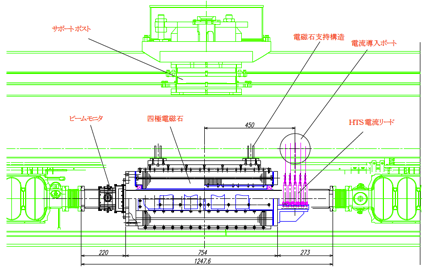 サポートポスト
電磁石支持構造
電流導入ポート
ビームモニタ
四極電磁石
HTS電流リード
450
220
754
273
1247.6